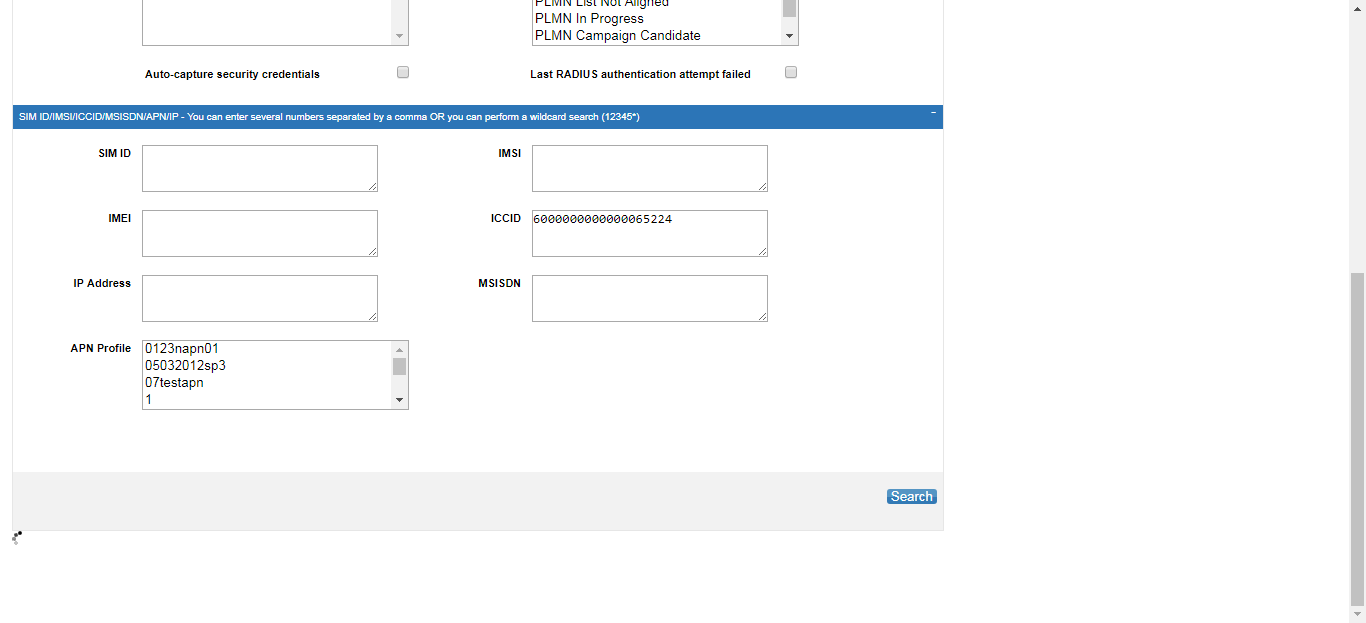 PLMN List Not Aligned
PLMN In Progress
PLMN Campaign Candidate
Auto-capture security credentials
Last RADIUS authentication attempt failed
SIM ID/IMSI/ICCID/MSISDN/APN/IP - You can enter several numbers separated by a comma OR you can perform a wildcard search (12345*)
SIM ID
IMSI
IMEI
ICCID
6000000000000065224
IP Address
MSISDN
APN Profile
0123napn01
05032012sp3
07testapn
1
Search